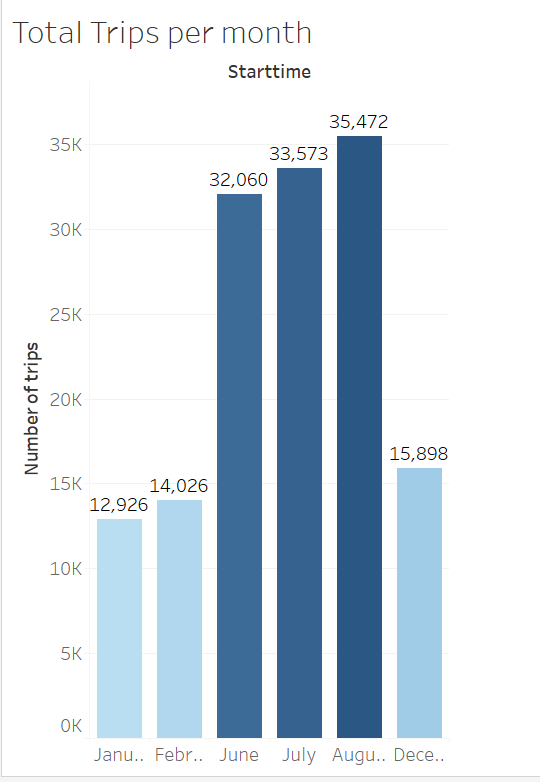 Total Trips per month
Starttime
Number of trips
35K
30K
25K
20K
15K
10K
5K
0K
12,926
14,026
32,060
33,573
35,472
15,898
Janu.. Febr.. June July Augu.. Dece..